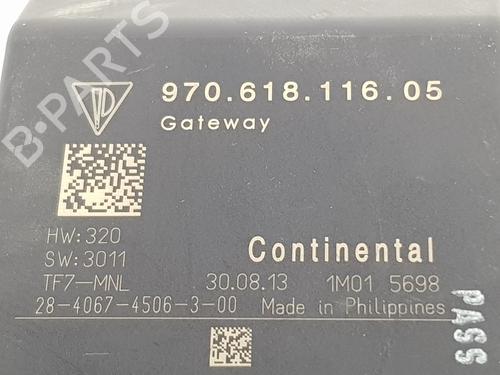 970.618.116.05
Gateway
HW:320
SW:3011
Continental
TF7-MNL 30.08.13 1M01 5698
28-4067-4506-3-00 Made in Philippines
PASS
B-PARTS